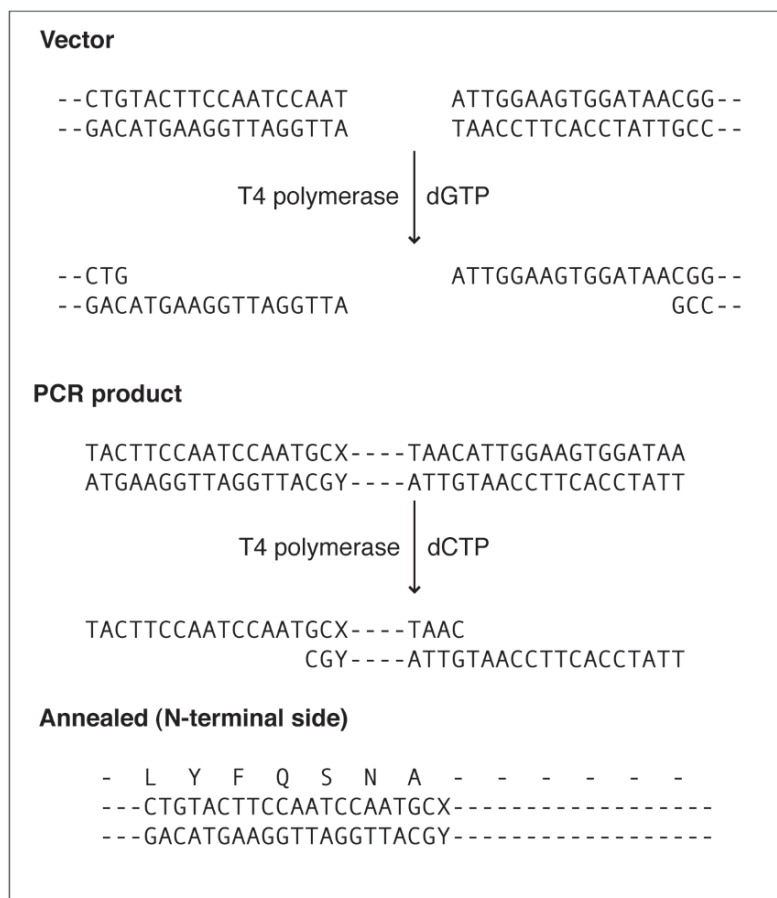 Vector
--CTGTACTTCCAATCCAAT ATTGGAAGTGGATAACGG--
--GACATGAAGGTTAGGTTA TAACCTTCACCTATTGCC--
T4 polymerase dGTP
--CTG ATTGGAAGTGGATAACGG--
--GACATGAAGGTTAGGTTA GCC--
PCR product
TACTTCCAATCCAATGCX----TAACATTGGAAGTGGATAA
ATGAAGGTTAGGTTACGY----ATTGTAACCTTCACCTATT
T4 polymerase dCTP
TACTTCCAATCCAATGCX----TAAC
CGY----ATTGTAACCTTCACCTATT
Annealed (N-terminal side)
- L Y F Q S N A - - - - - -
---CTGTACTTCCAATCCAATGCX------------------
---GACATGAAGGTTAGGTTACGY------------------